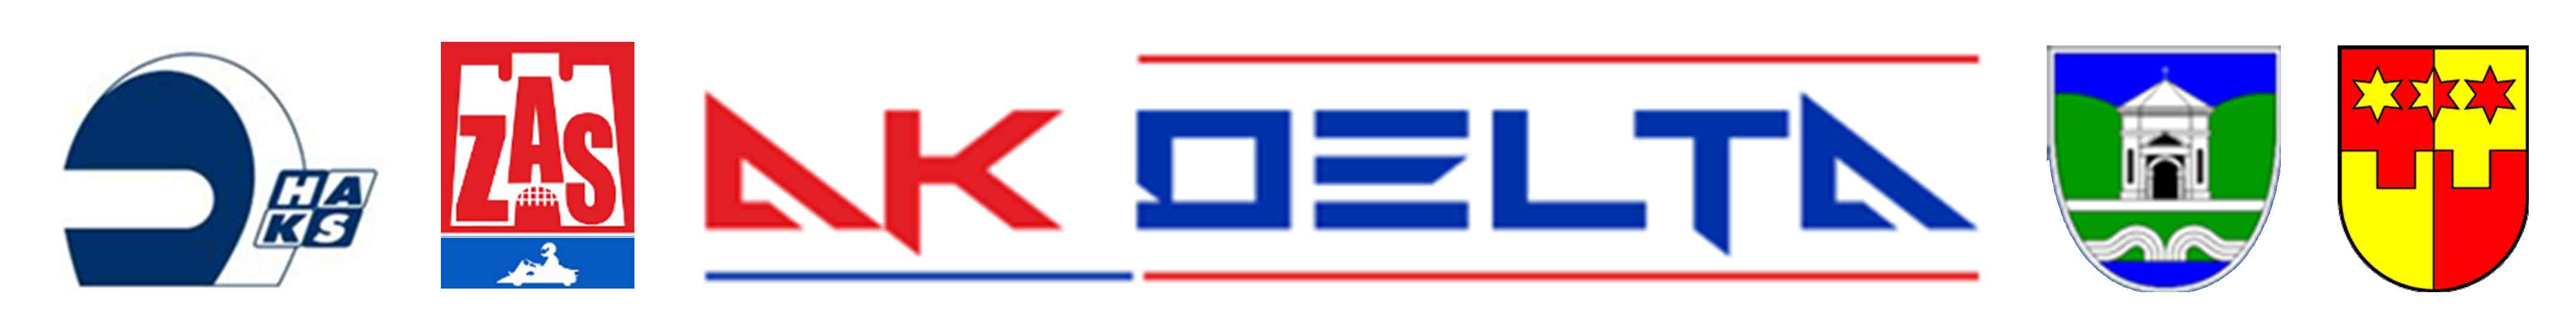 HA
KS
ZAS
AK DELTA